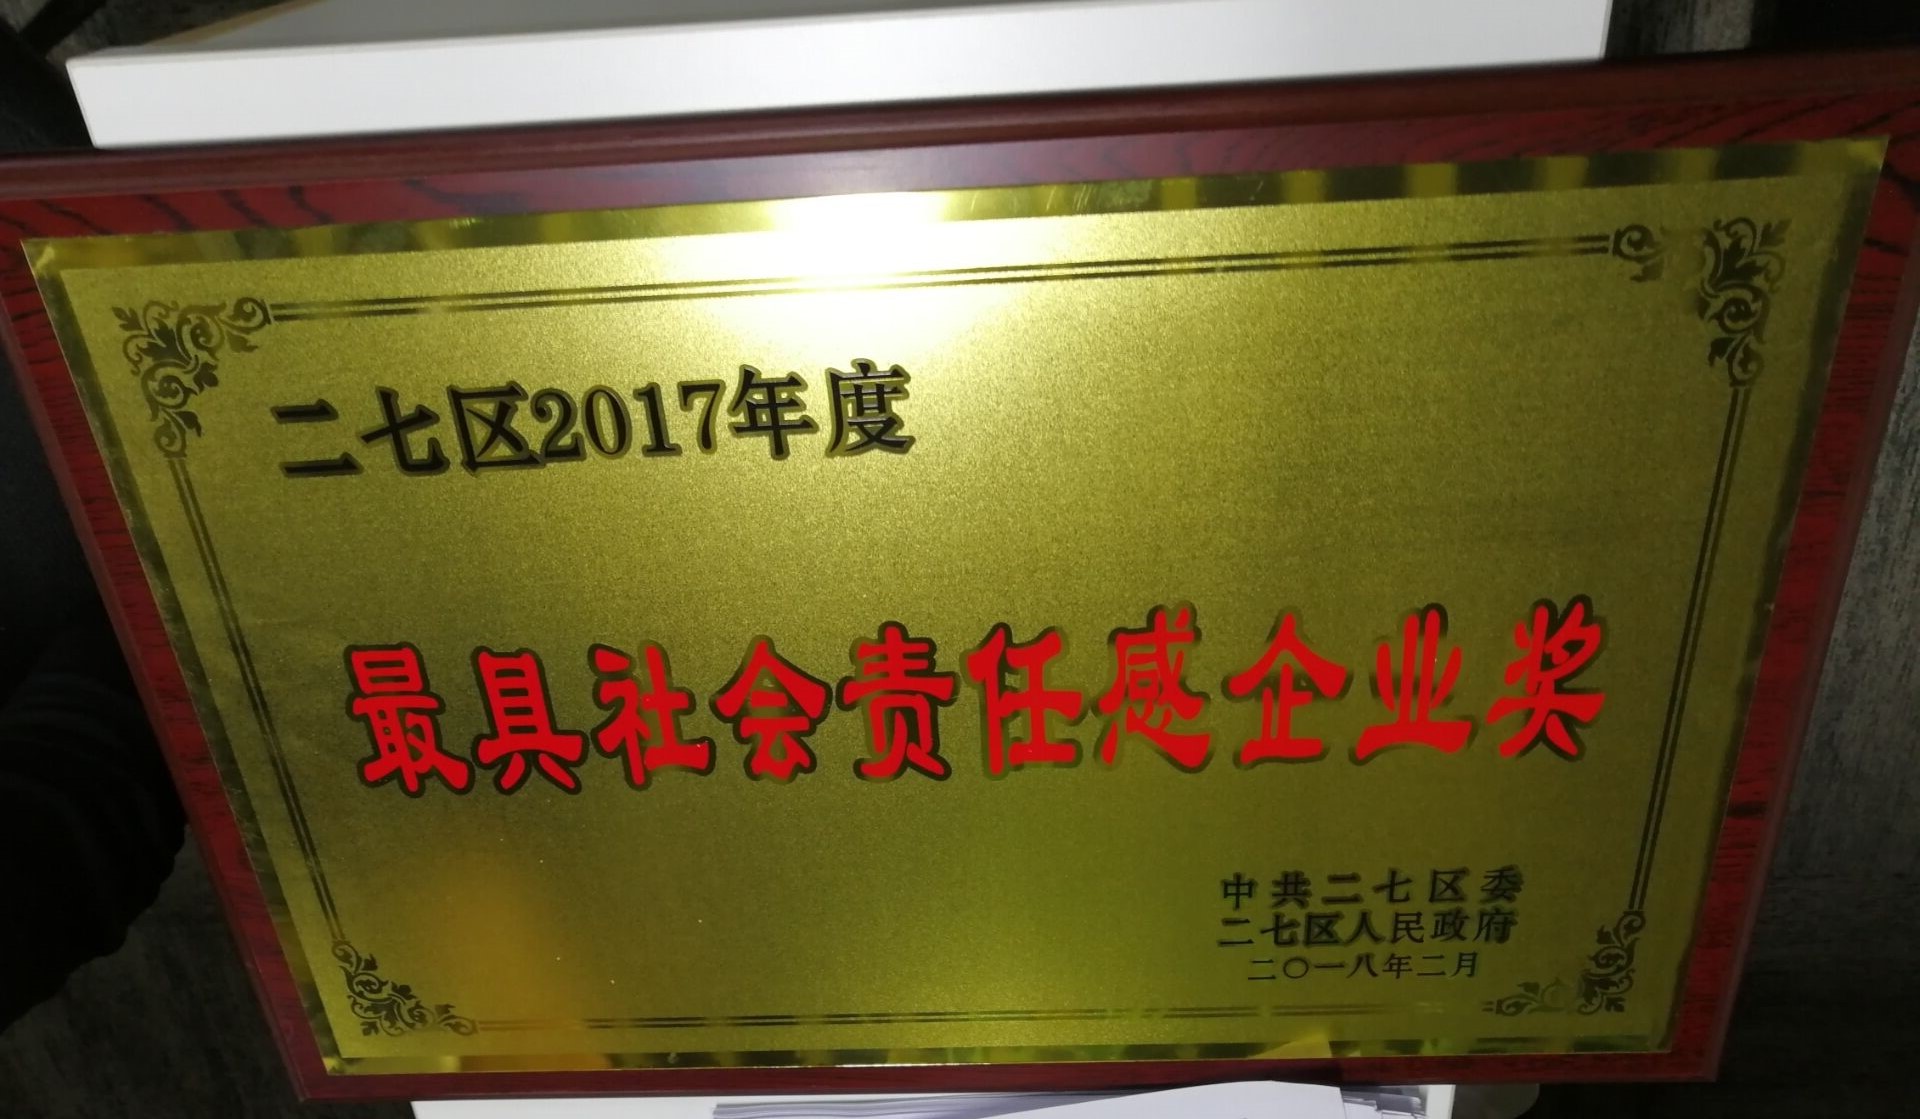 二七区2017年度
最具社会责任感企业奖
中共二七区委
二七区人民政府
二〇一八年二月